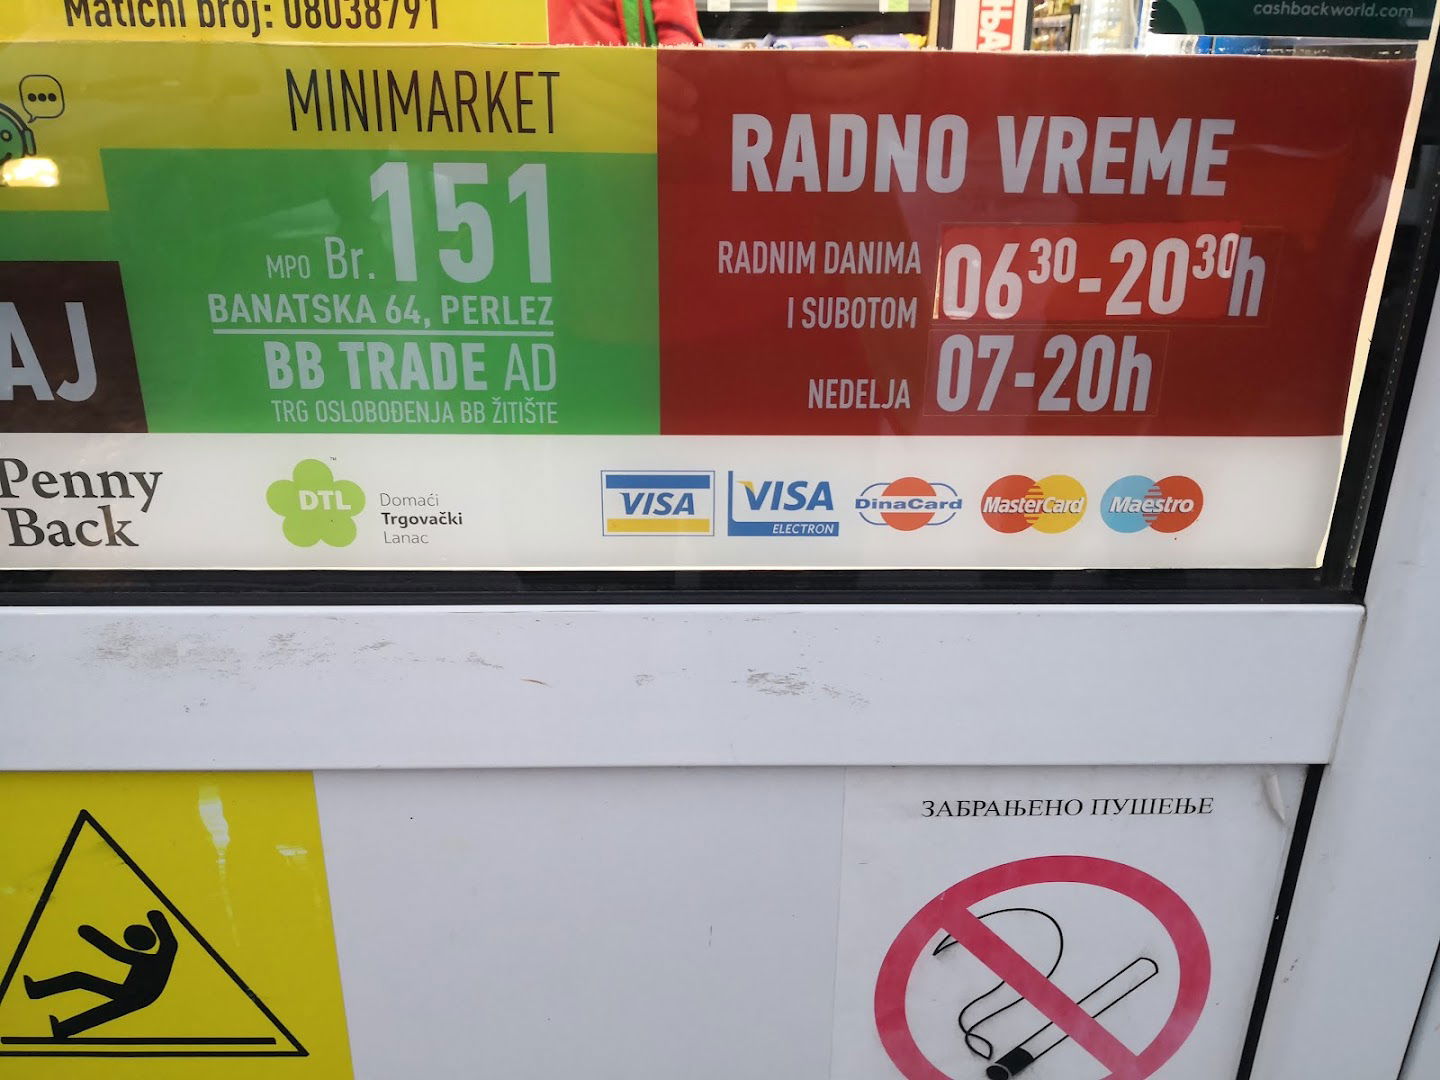 Matični broj: 08038791
cashbackworld.com
MINIMARKET
MPO Br. 151
BANATSKA 64, PERLEZ
BB TRADE AD
TRG OSLOBOĐENJA BB ŽITIŠTE
AJ
RADNO VREME
RADNIM DANIMA
I SUBOTOM
06³⁰-20³⁰h
NEDELJA
07-20h
Penny
Back
DTL
Domaći
Trgovački
Lanac
VISA
VISA
ELECTRON
DinaCard
MasterCard
Maestro
ЗАБРАЊЕНО ПУШЕЊЕ